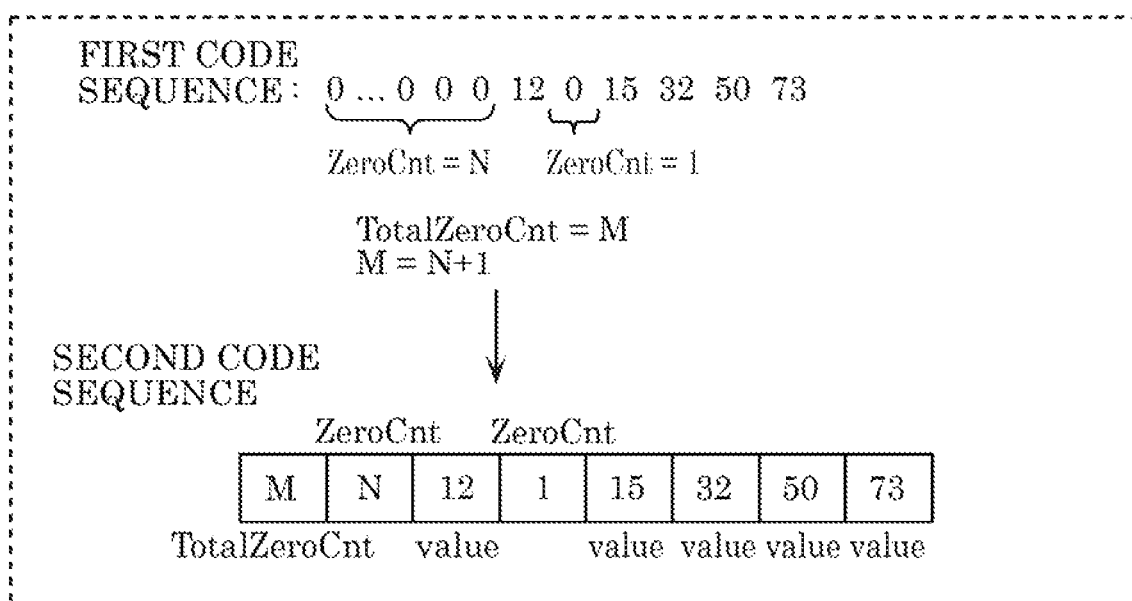 FIRST CODE
SEQUENCE: 0 ... 0 0 0 12 0 15 32 50 73
ZeroCnt = N ZeroCnt = 1
TotalZeroCnt = M
M = N+1
SECOND CODE
SEQUENCE
ZeroCnt ZeroCnt
M N 12 1 15 32 50 73
TotalZeroCnt value value value value value